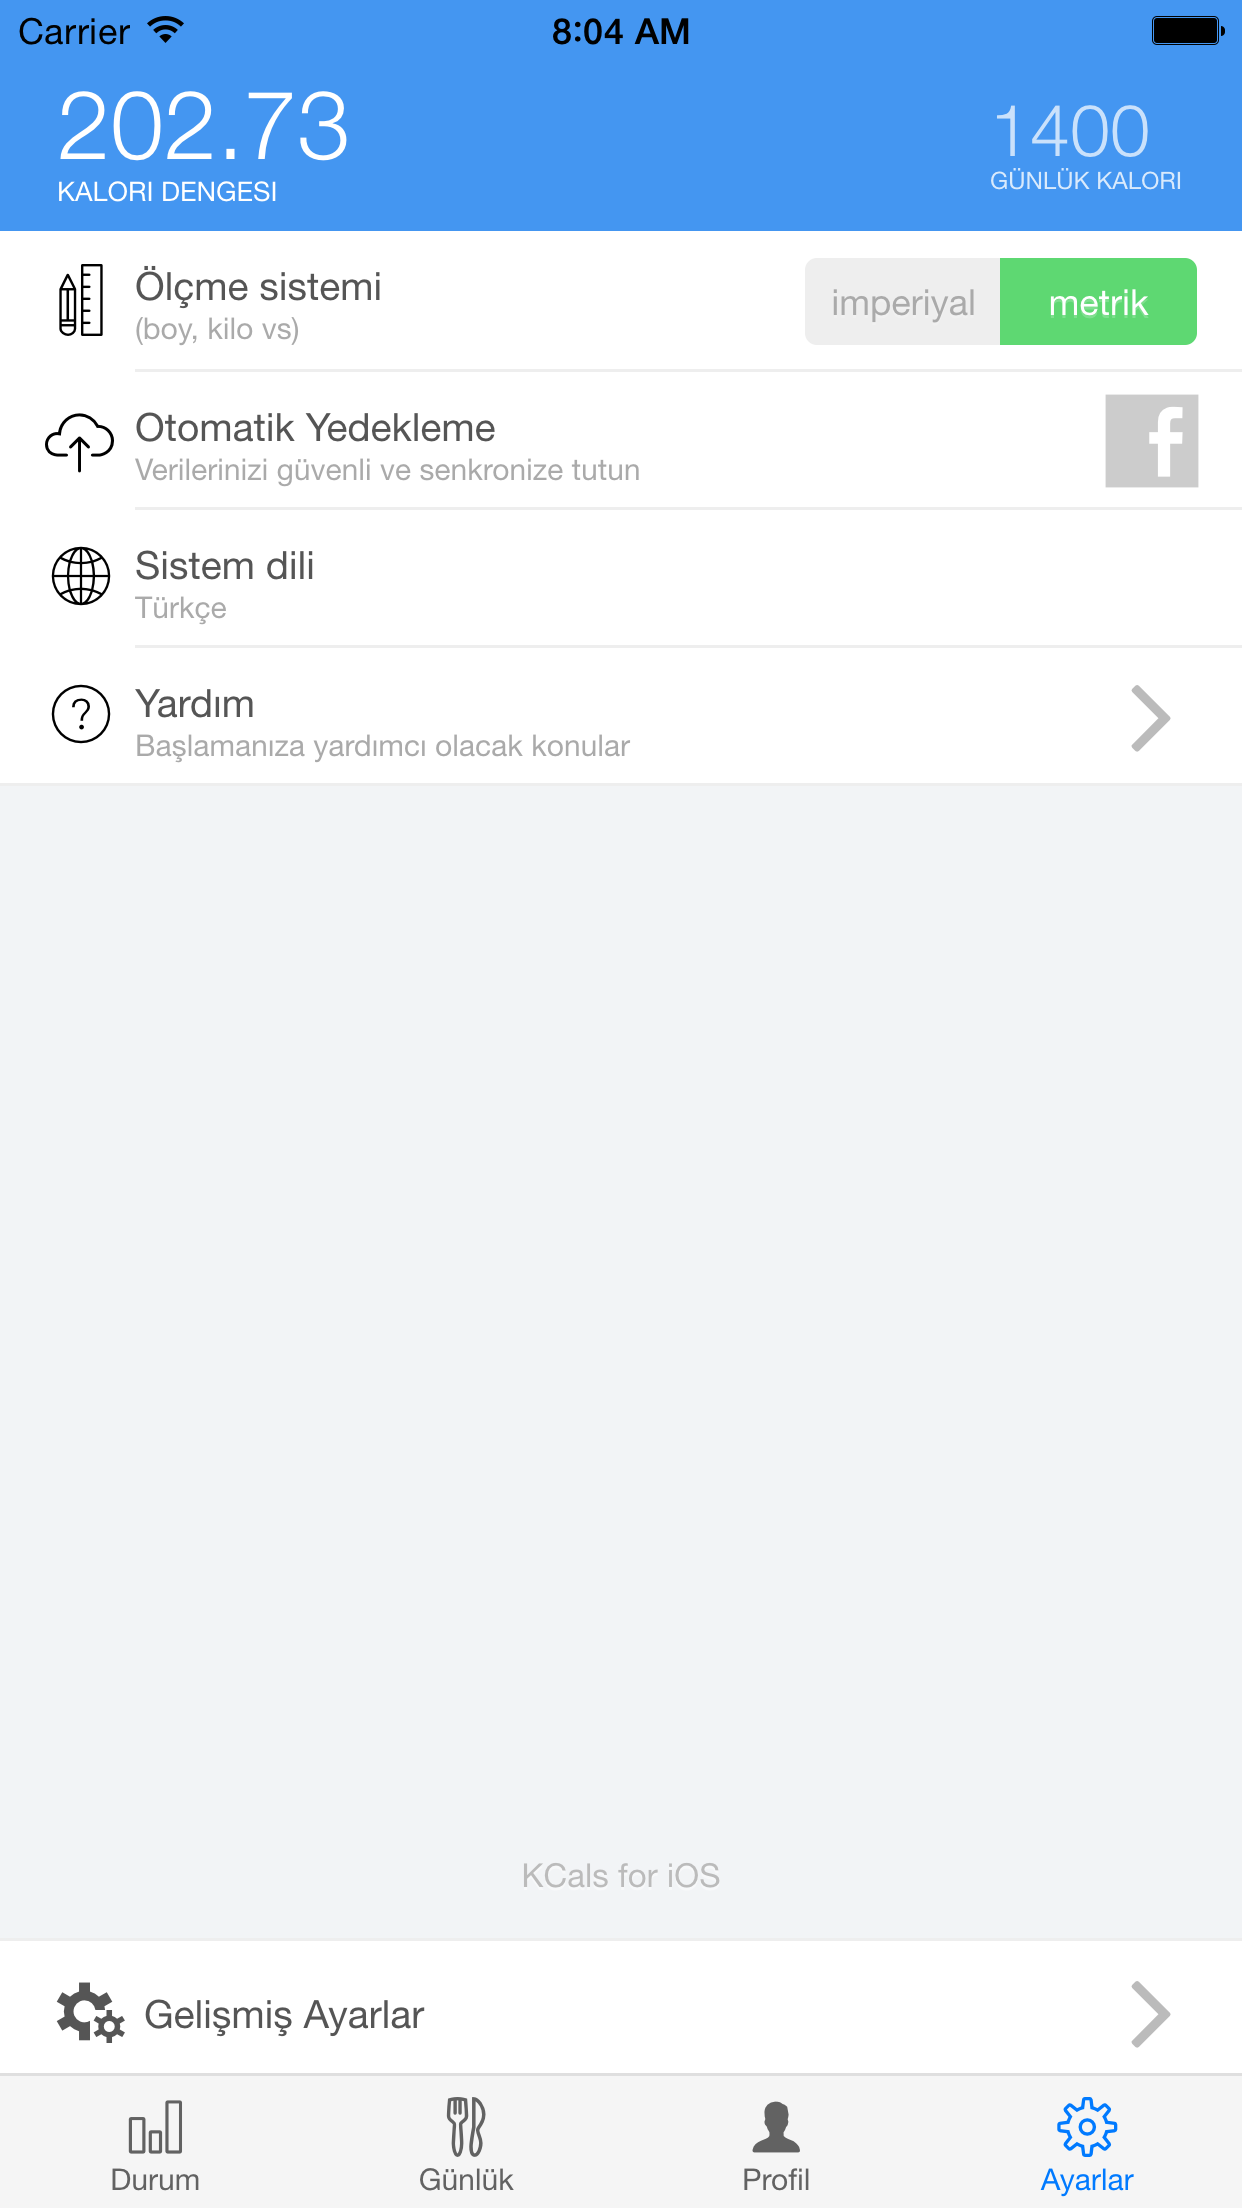 Carrier 8:04 AM
202.73
KALORI DENGESI
1400
GÜNLÜK KALORI
Ölçme sistemi
(boy, kilo vs)
imperiyal metrik
Otomatik Yedekleme
Verilerinizi güvenli ve senkronize tutun
f
Sistem dili
Türkçe
?
Yardım
Başlamanıza yardımcı olacak konular
KCals for iOS
Gelişmiş Ayarlar
Durum Günlük Profil Ayarlar